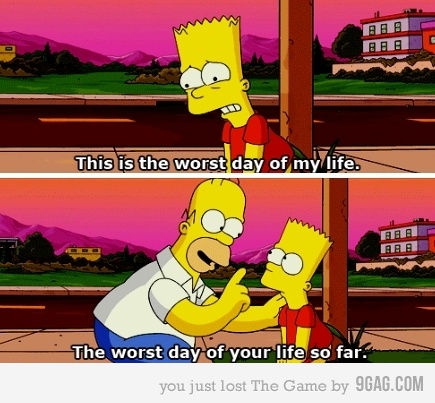 This is the worst day of my life.
The worst day of your life so far.
you just lost The Game by 9GAG.COM